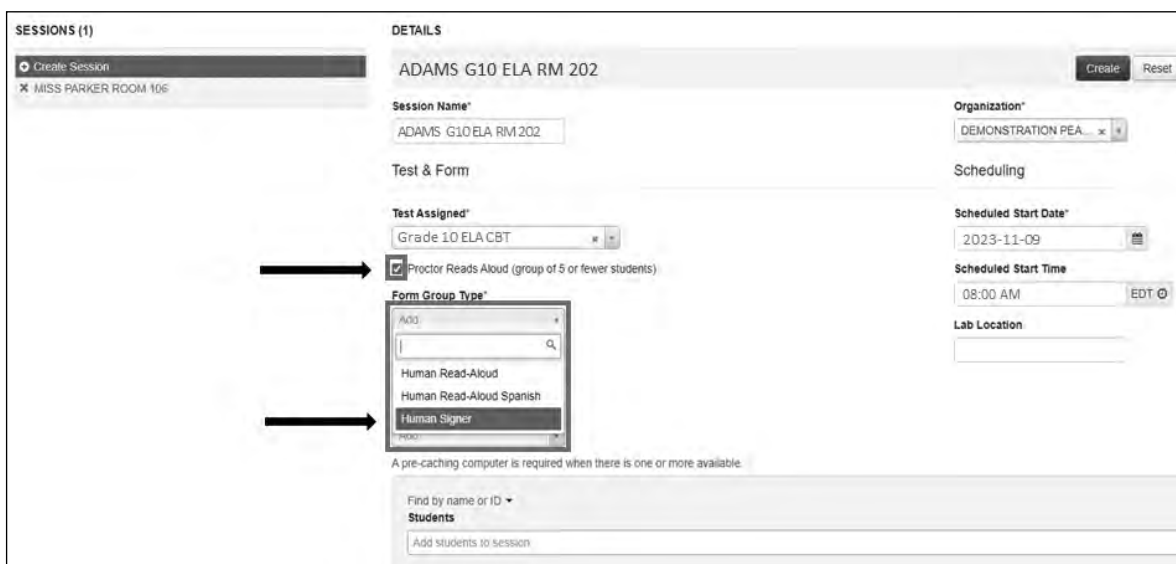 SESSIONS (1)
Create Session
MISS PARKER ROOM 106
DETAILS
ADAMS G10 ELA RM 202
Create
Reset
Session Name*
ADAMS G10 ELA RM 202
Organization*
DEMONSTRATION PEA...
Test & Form
Scheduling
Test Assigned*
Grade 10 ELA CBT
Scheduled Start Date*
2023-11-09
Proctor Reads Aloud (group of 5 or fewer students)
Scheduled Start Time
08:00 AM
EDT
Form Group Type*
Add
Lab Location
Human Read-Aloud
Human Read-Aloud Spanish
Human Signer
Add
A pre-caching computer is required when there is one or more available.
Find by name or ID
Students
Add students to session